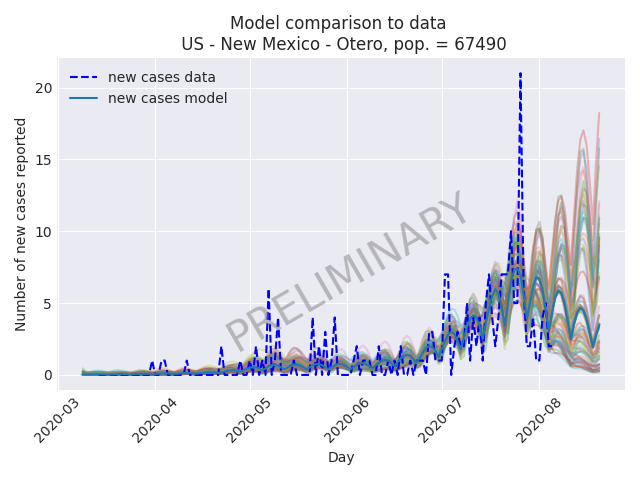 Model comparison to data
US - New Mexico - Otero, pop. = 67490
new cases data
new cases model
PRELIMINARY
Number of new cases reported
20
15
10
5
0
2020-03
2020-04
2020-05
2020-06
2020-07
2020-08
Day